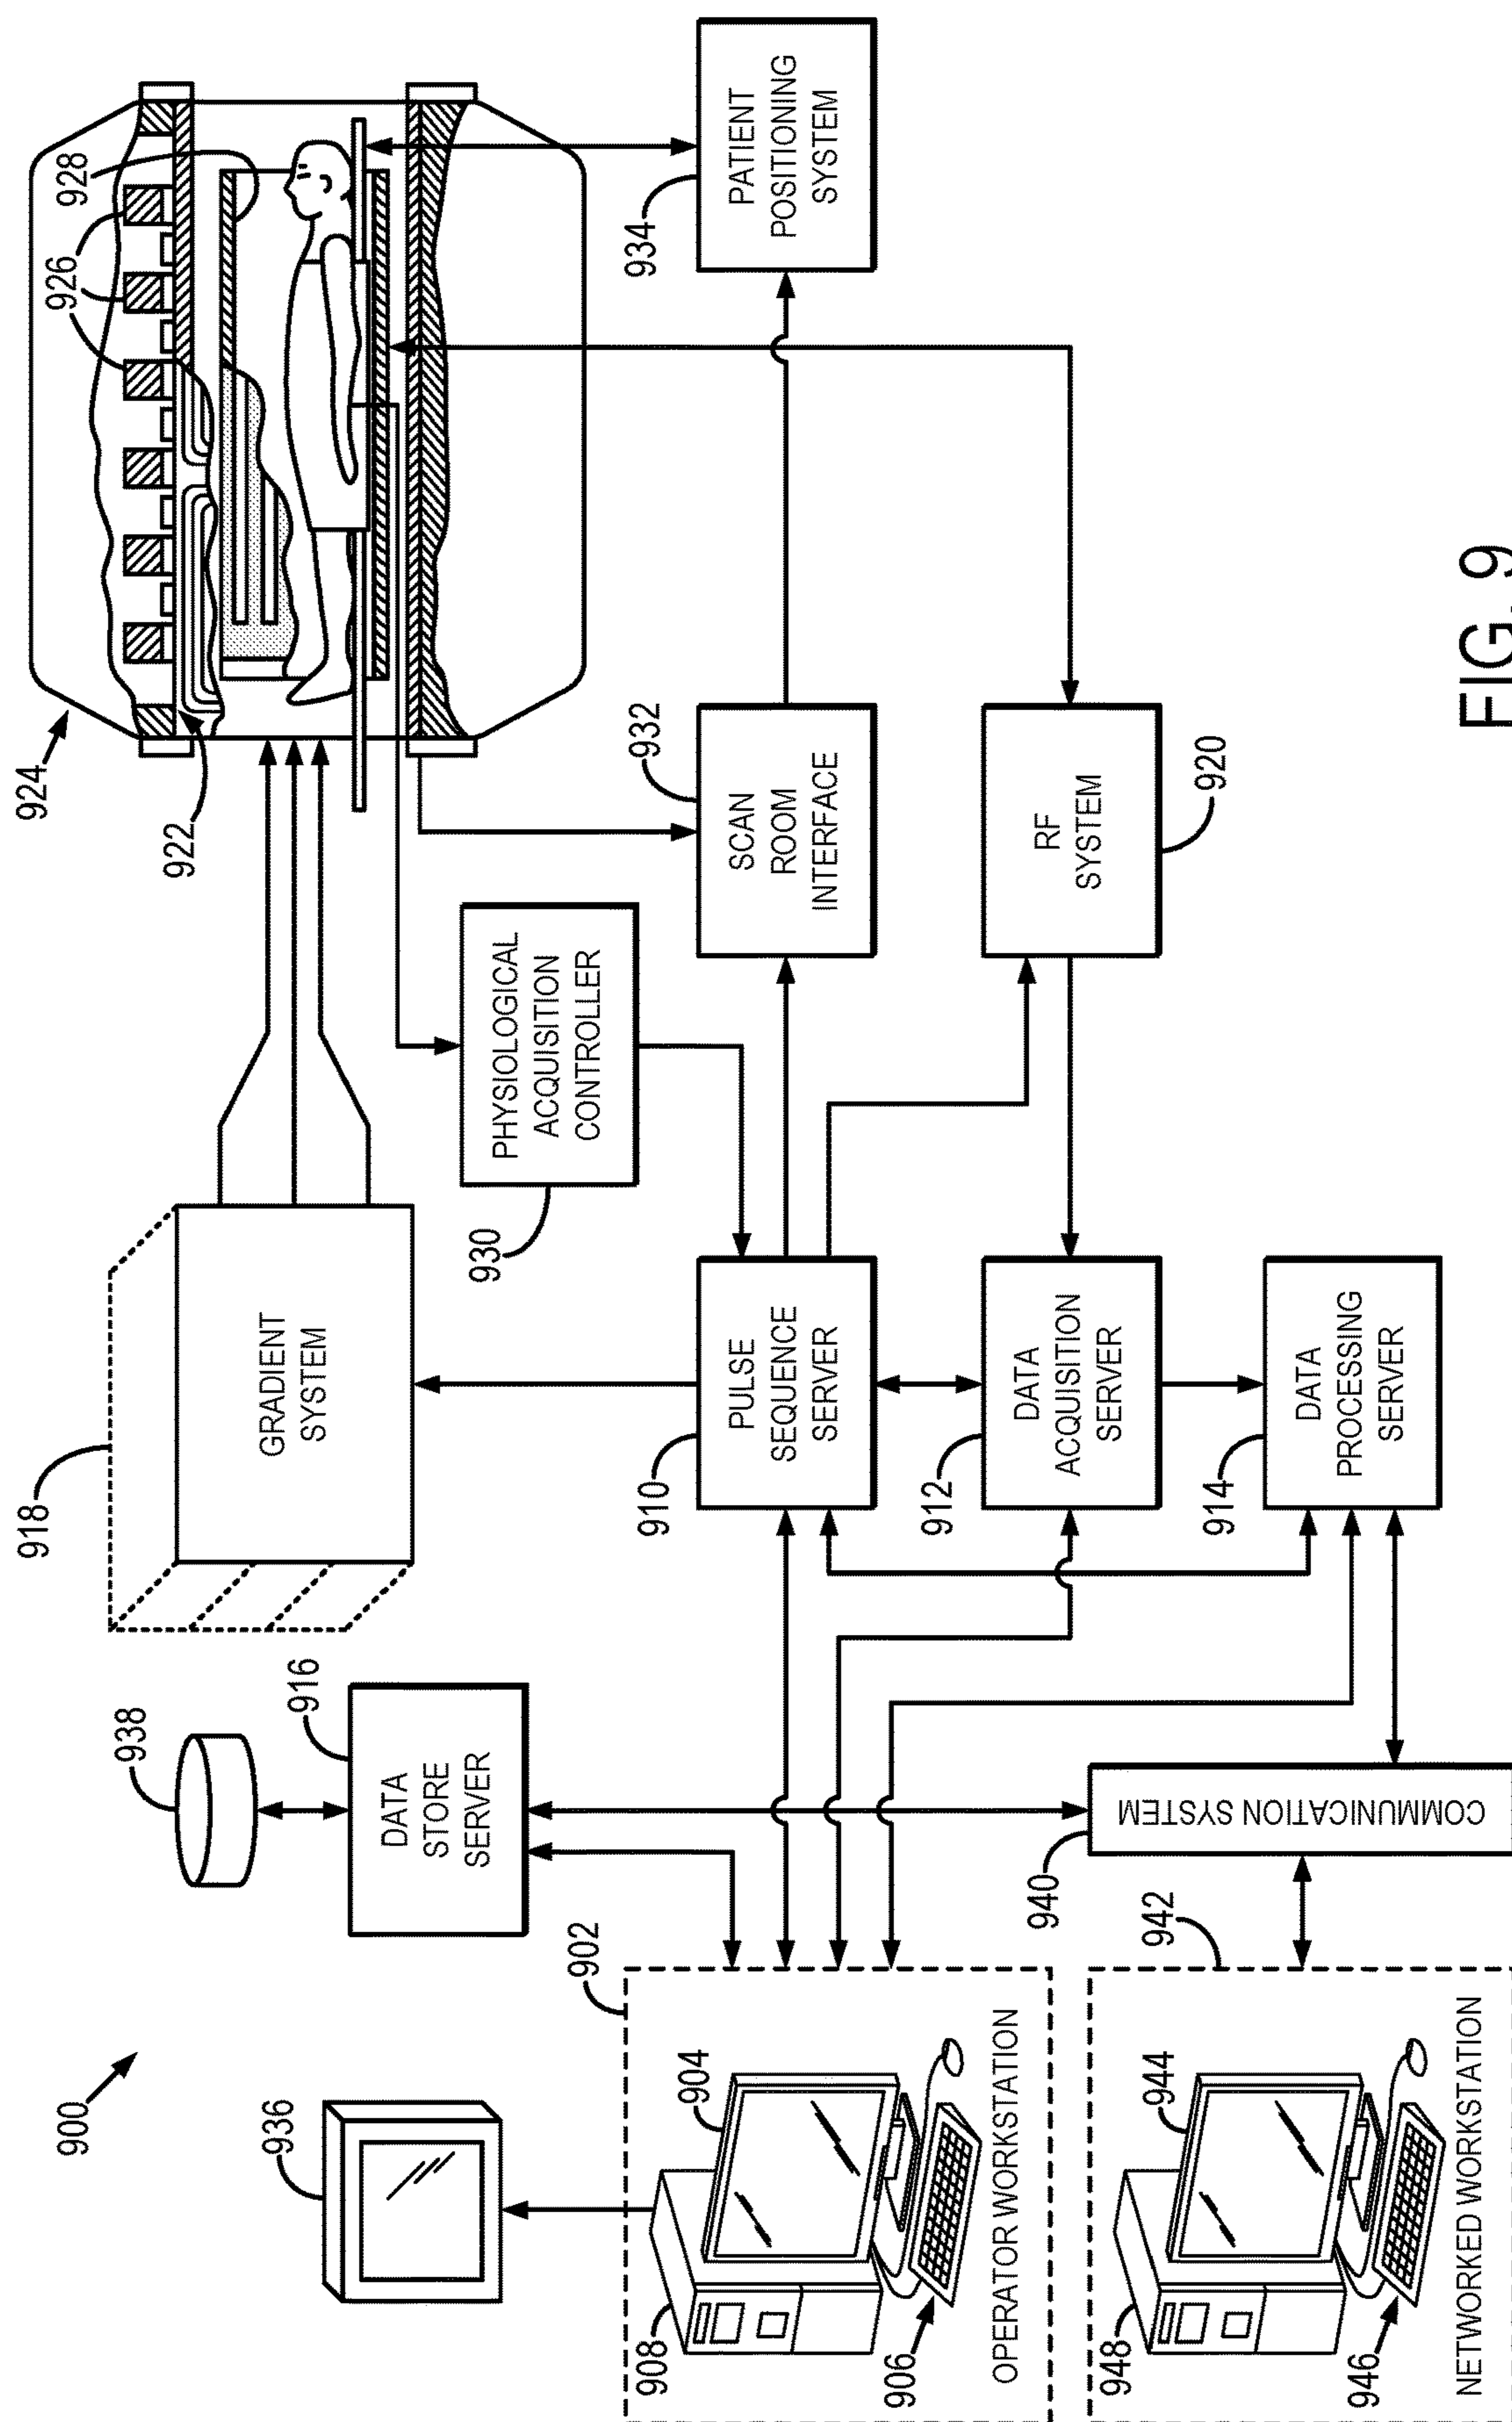 900
936
938
916
DATA
STORE
SERVER
918
GRADIENT
SYSTEM
924
922
926
928
930
PHYSIOLOGICAL
ACQUISITION
CONTROLLER
902
904
908
906
OPERATOR WORKSTATION
910
PULSE
SEQUENCE
SERVER
932
SCAN
ROOM
INTERFACE
934
PATIENT
POSITIONING
SYSTEM
912
DATA
ACQUISITION
SERVER
RF
SYSTEM
920
940
COMMUNICATION SYSTEM
914
DATA
PROCESSING
SERVER
942
944
948
946
NETWORKED WORKSTATION
FIG. 9